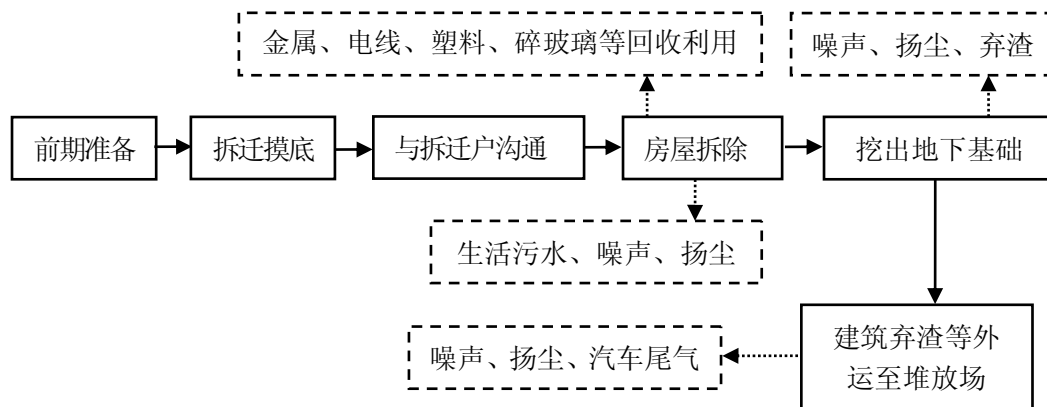 金属、电线、塑料、碎玻璃等回收利用
噪声、扬尘、弃渣
前期准备
拆迁摸底
与拆迁户沟通
房屋拆除
挖出地下基础
生活污水、噪声、扬尘
噪声、扬尘、汽车尾气
建筑弃渣等外
运至堆放场